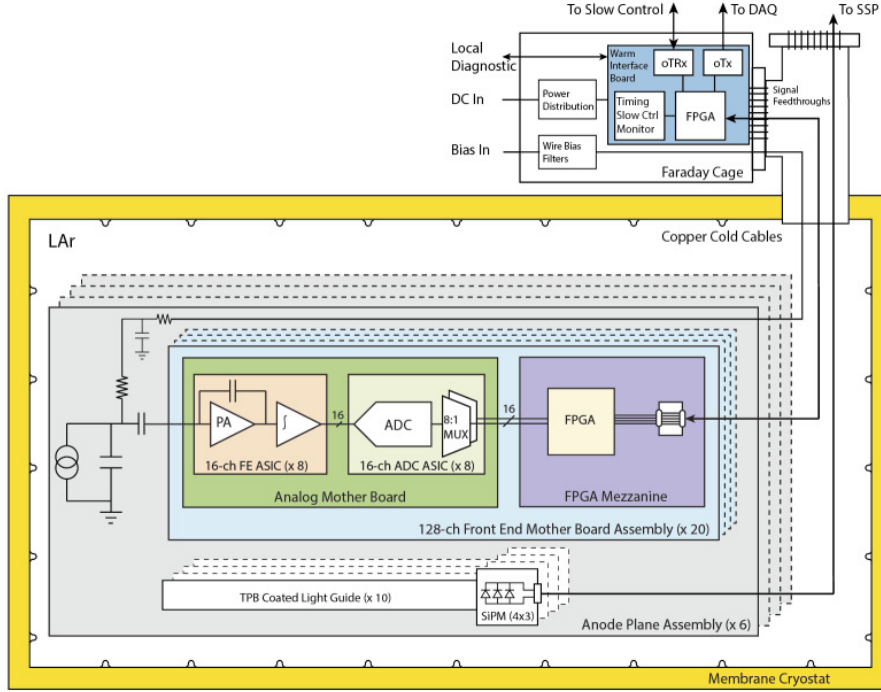 To Slow Control
To DAQ
To SSP
Local
Diagnostic
Warm
Interface
Board
oTRx
oTx
Signal
Feedthroughs
DC In
Power
Distribution
Timing
Slow Ctrl
Monitor
FPGA
Bias In
Wire Bias
Filters
Faraday Cage
LAr
Copper Cold Cables
PA
∫
16
ADC
8:1
MUX
16
FPGA
16-ch FE ASIC (x 8)
16-ch ADC ASIC (x 8)
Analog Mother Board
FPGA Mezzanine
128-ch Front End Mother Board Assembly (x 20)
TPB Coated Light Guide (x 10)
SiPM (4x3)
Anode Plane Assembly (x 6)
Membrane Cryostat